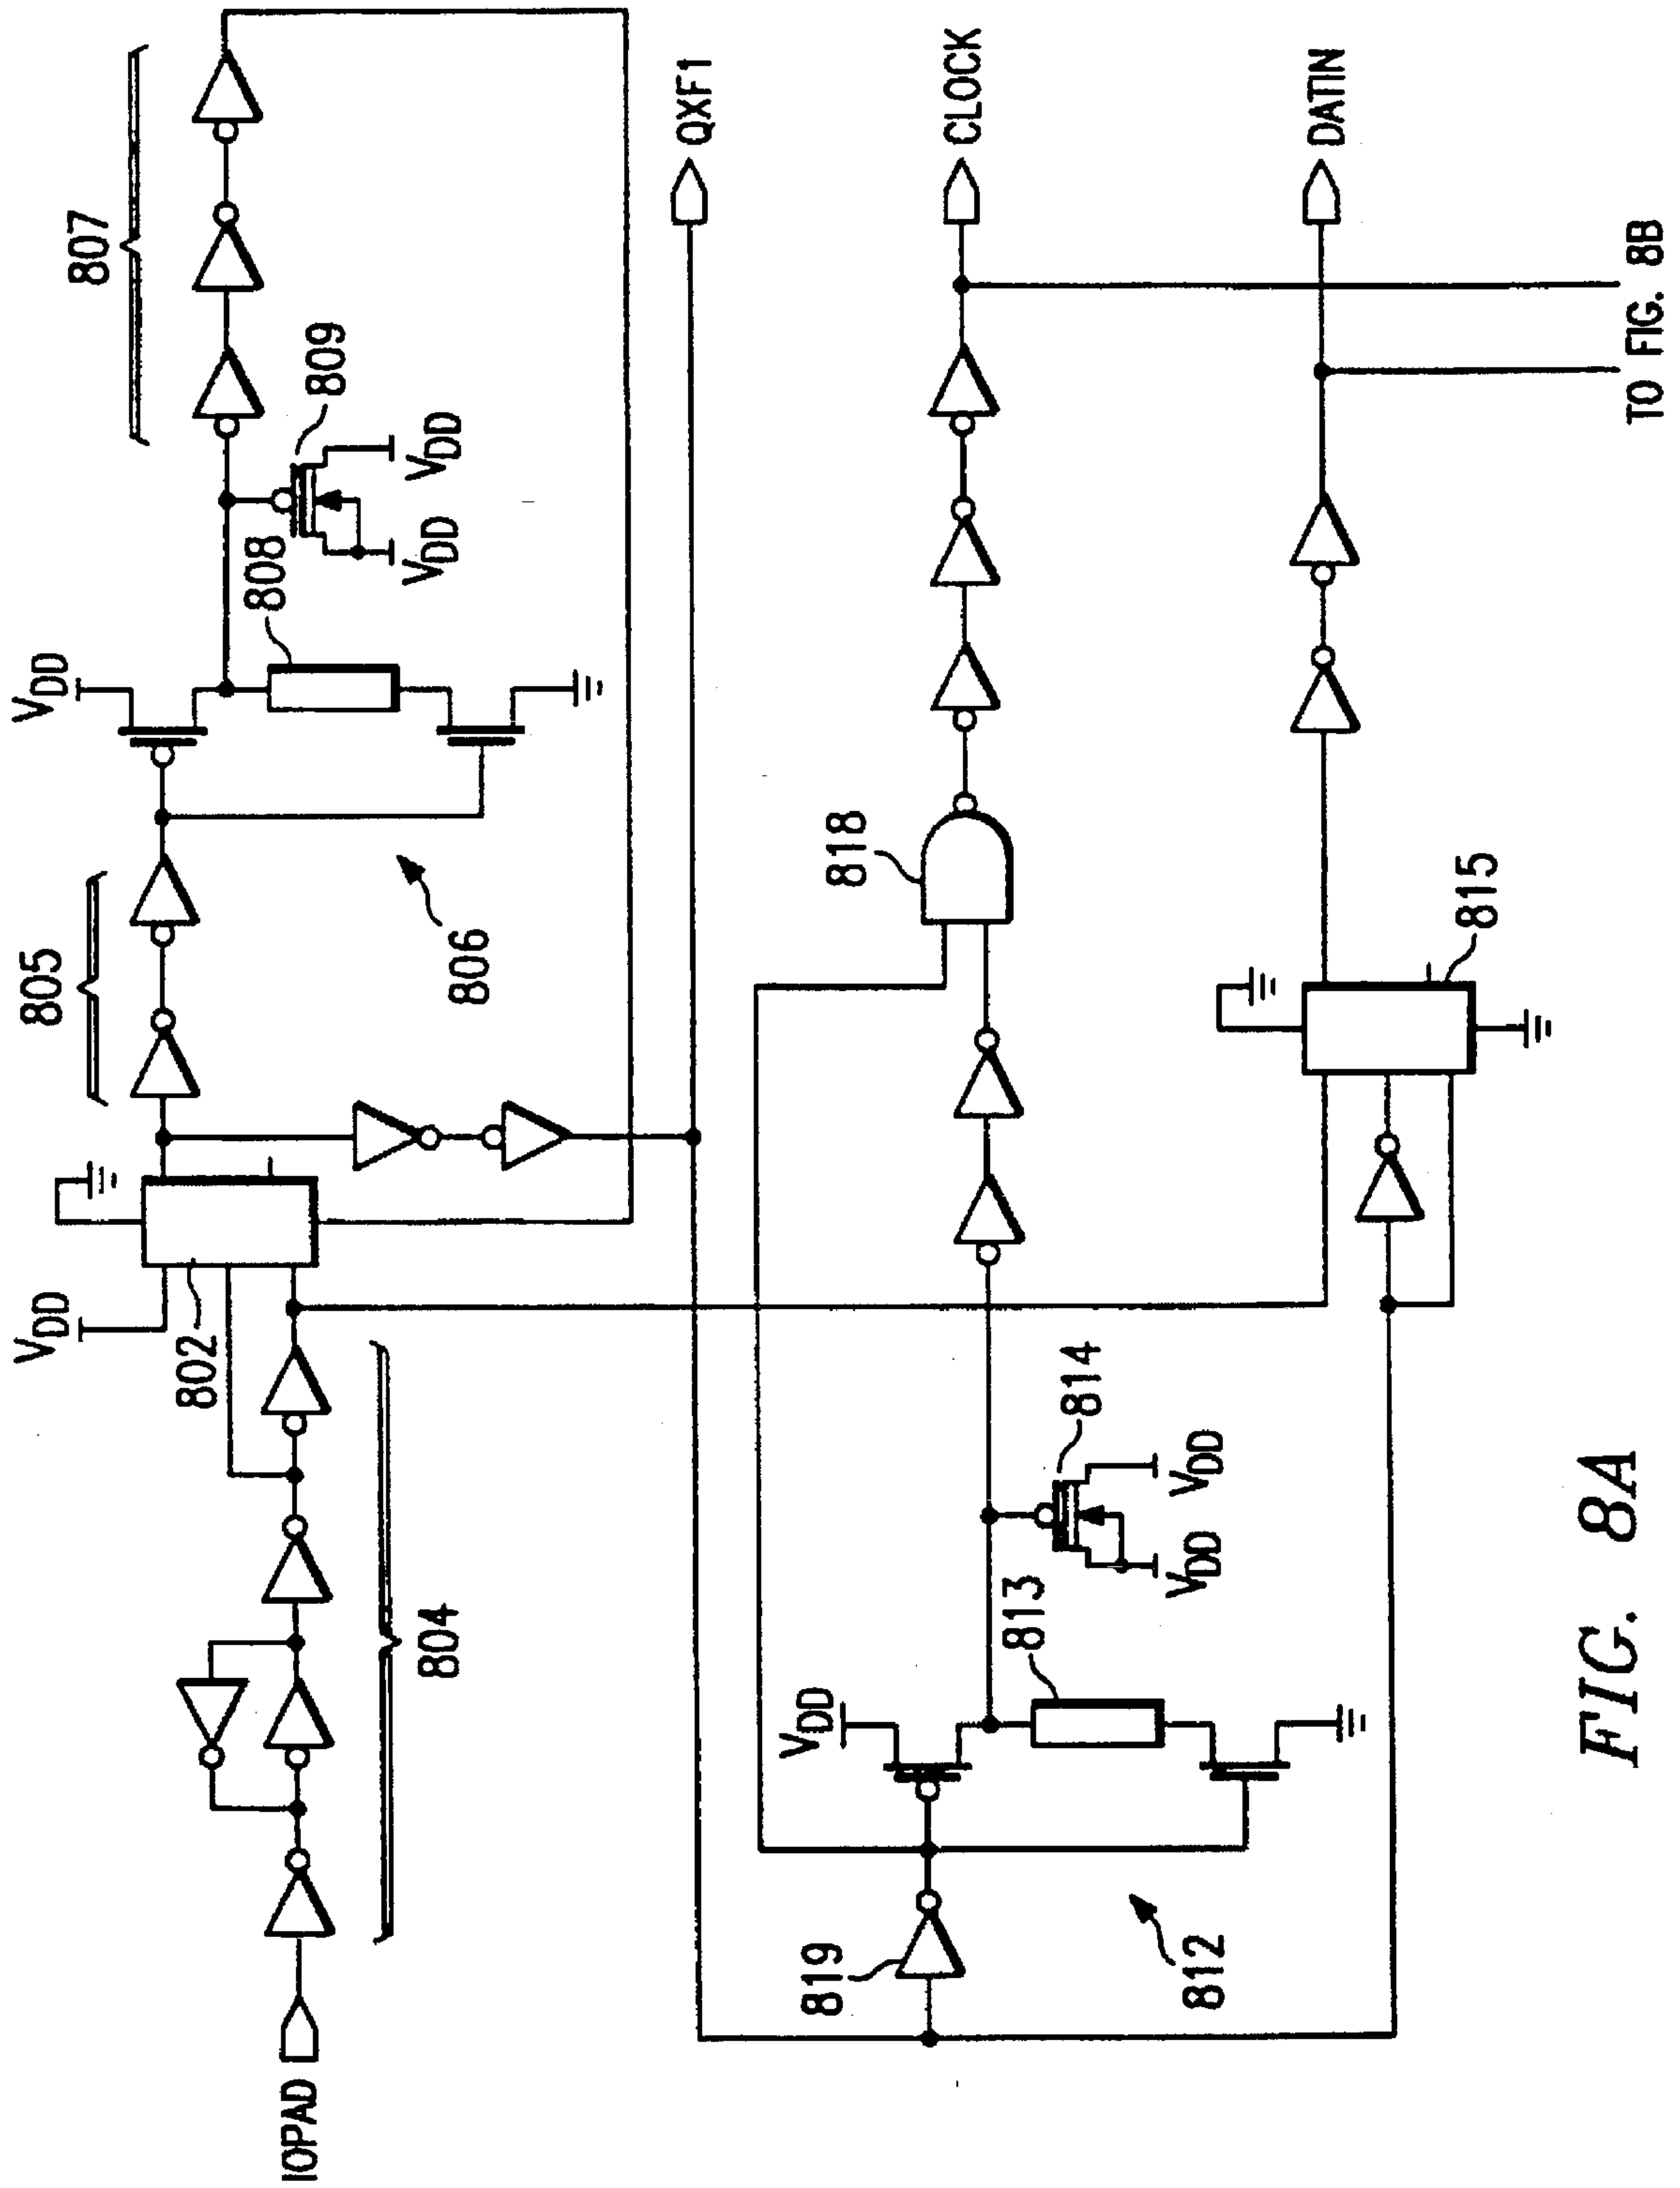 VDD
VDD
802
804
IOPAD
805
806
807
808
809
VDD
VDD
QXF1
VDD
819
812
813
814
VDD
VDD
818
CLOCK
815
DATIN
TO FIG. 8B
FIG. 8A